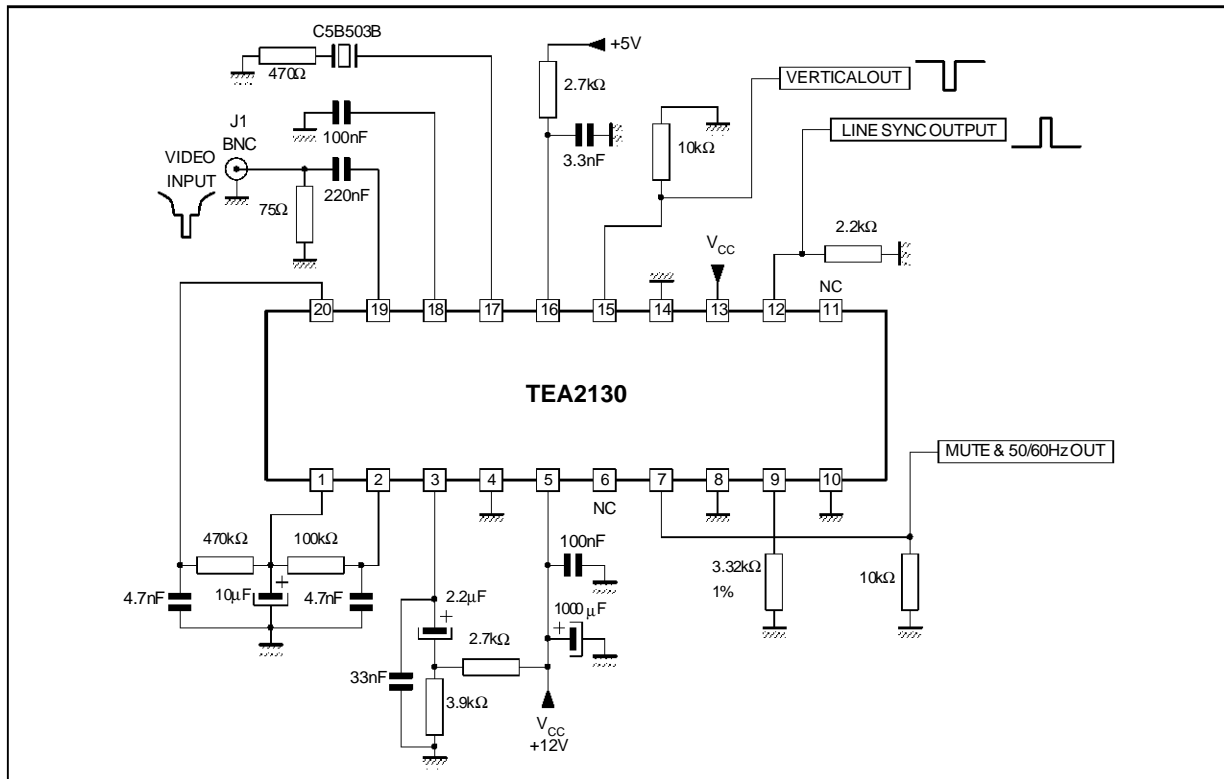 C5B503B
+5V
470Ω
2.7kΩ
VERTICALOUT
J1
BNC
100nF
3.3nF
10kΩ
LINE SYNC OUTPUT
VIDEO
INPUT
220nF
75Ω
2.2kΩ
VCC
NC
20 19 18 17 16 15 14 13 12 11
TEA2130
MUTE & 50/60Hz OUT
1 2 3 4 5 6 7 8 9 10
NC
470kΩ
100kΩ
100nF
3.32kΩ
1%
10kΩ
4.7nF
10µF
+
4.7nF
2.2µF
+
1000µF
+
2.7kΩ
33nF
3.9kΩ
VCC
+12V